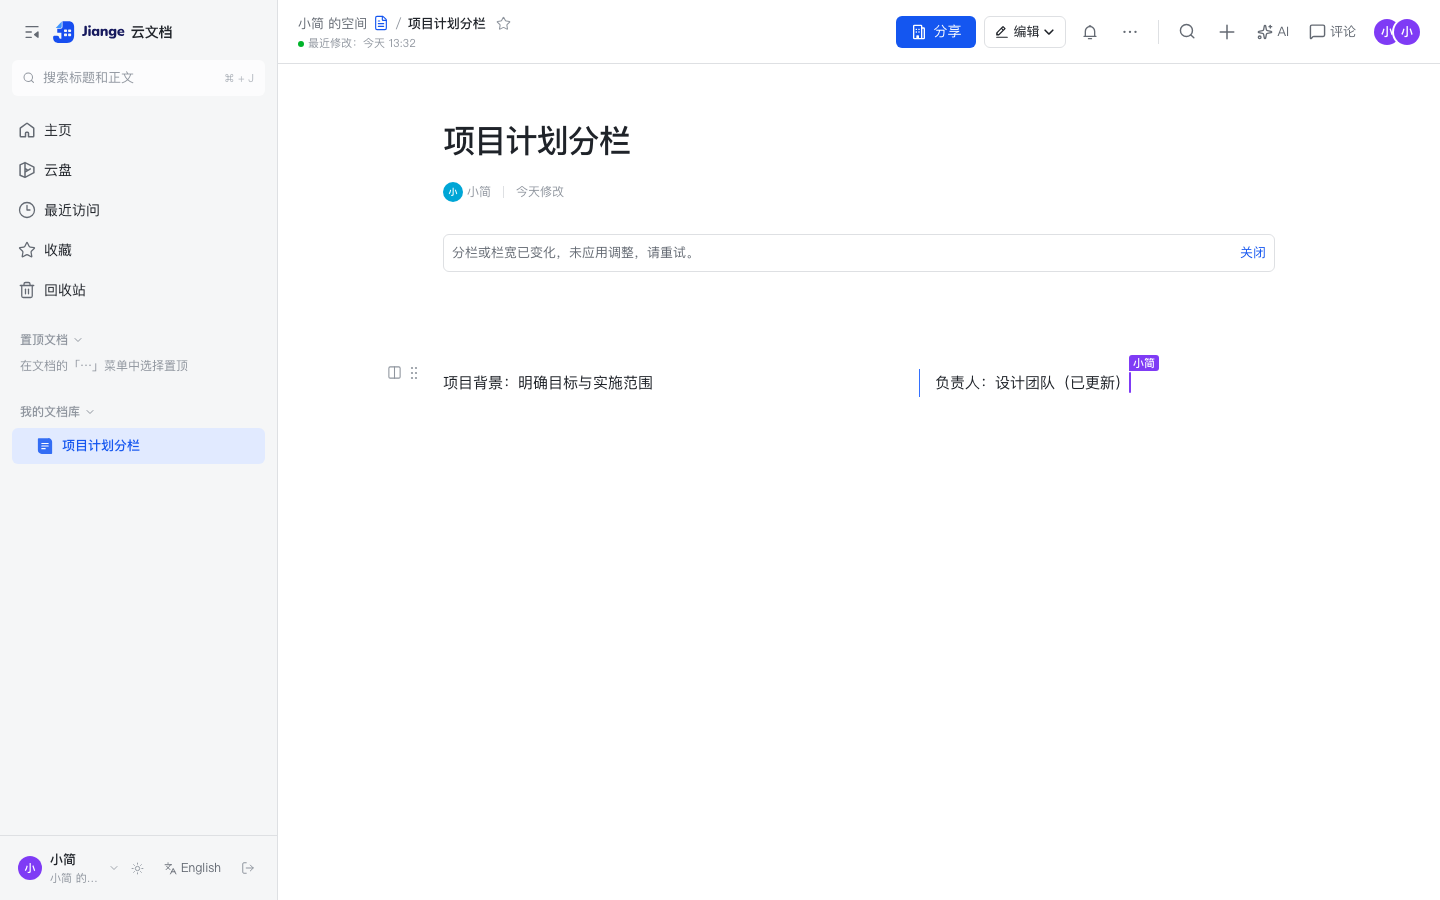 Jiange 云文档
搜索标题和正文 ⌘ + J
主页
云盘
最近访问
收藏
回收站
置顶文档
在文档的「···」菜单中选择置顶
我的文档库
项目计划分栏
小 小简
小简 的...
English
小简 的空间 / 项目计划分栏
最近修改：今天 13:32
分享
编辑
AI
评论
小 小
项目计划分栏
小 小简 今天修改
分栏或栏宽已变化，未应用调整，请重试。 关闭
小简
项目背景：明确目标与实施范围 负责人：设计团队（已更新）